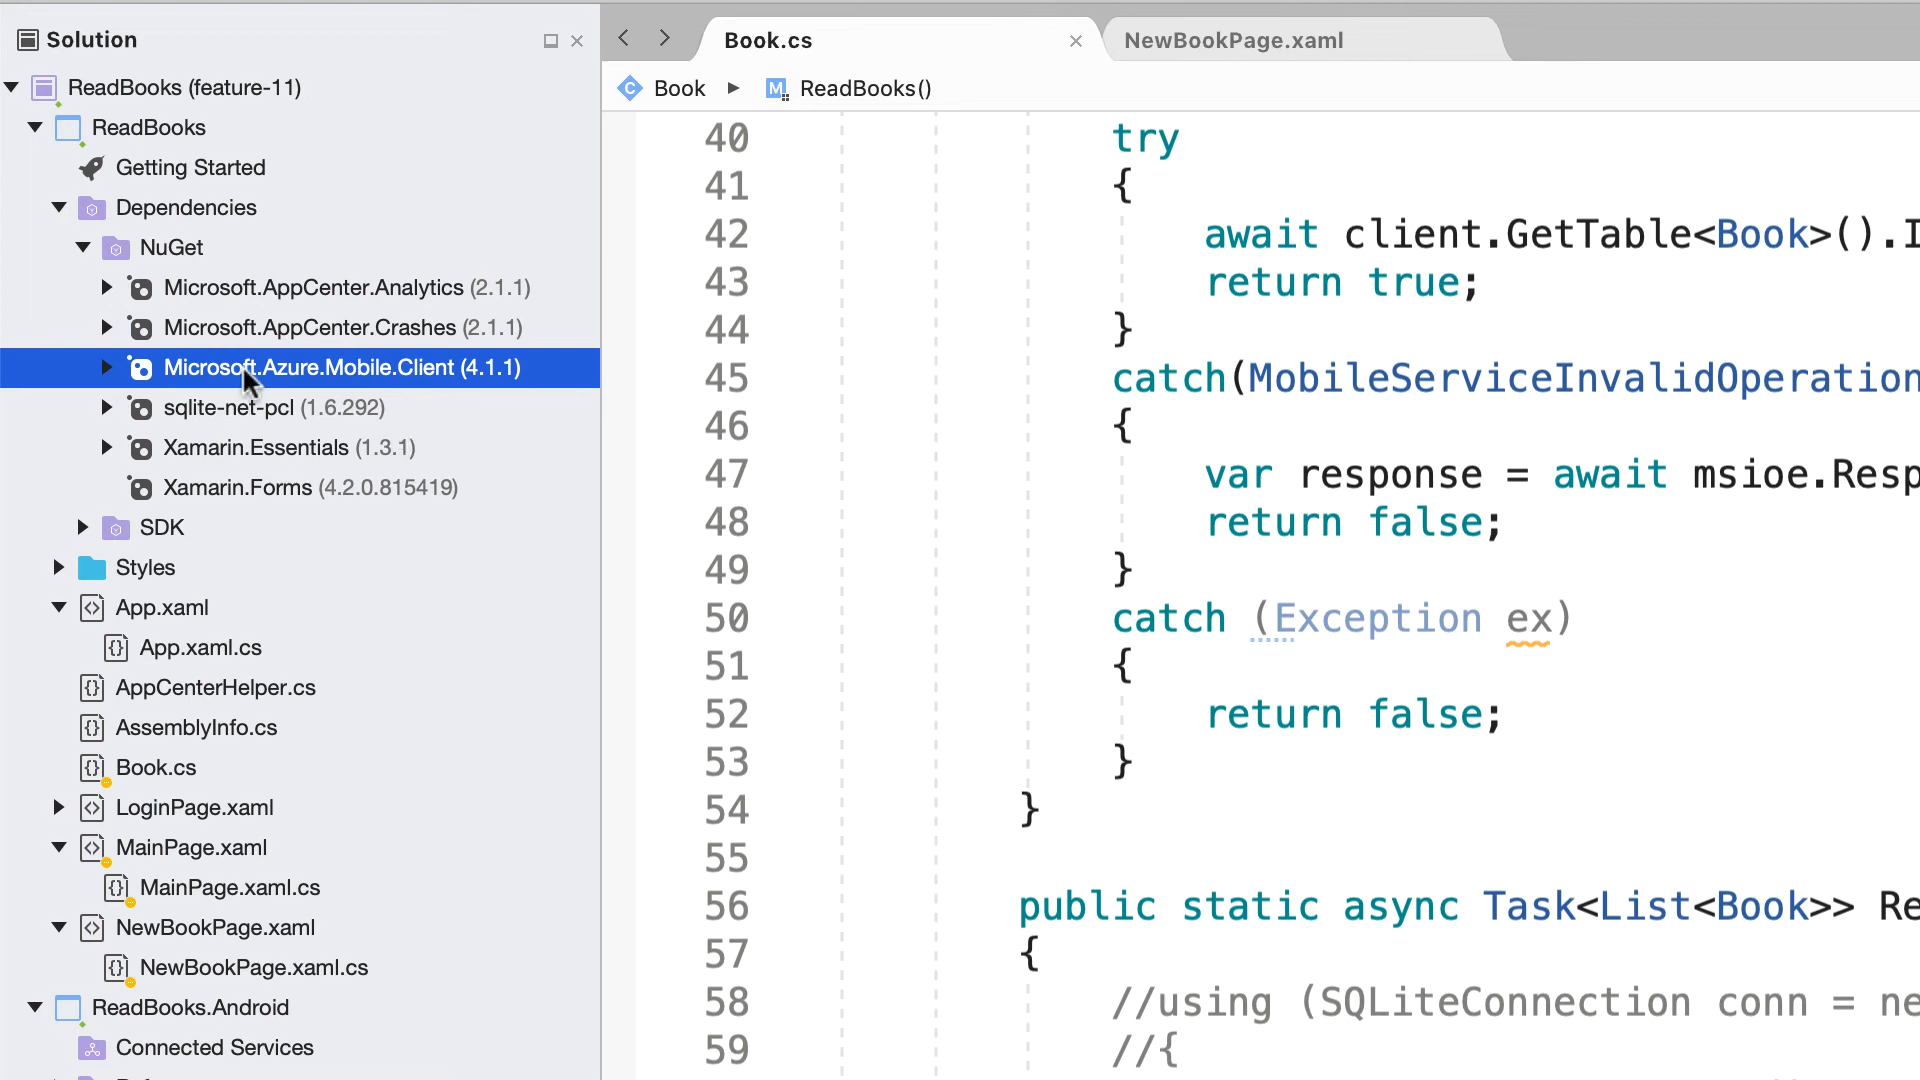 Solution
ReadBooks (feature-11)
ReadBooks
Getting Started
Dependencies
NuGet
Microsoft.AppCenter.Analytics (2.1.1)
Microsoft.AppCenter.Crashes (2.1.1)
Microsoft.Azure.Mobile.Client (4.1.1)
sqlite-net-pcl (1.6.292)
Xamarin.Essentials (1.3.1)
Xamarin.Forms (4.2.0.815419)
SDK
Styles
App.xaml
App.xaml.cs
AppCenterHelper.cs
AssemblyInfo.cs
Book.cs
LoginPage.xaml
MainPage.xaml
MainPage.xaml.cs
NewBookPage.xaml
NewBookPage.xaml.cs
ReadBooks.Android
Connected Services
Book.cs
NewBookPage.xaml
Book ▶ M ReadBooks()
40 try
41 {
42 await client.GetTable<Book>().I
43 return true;
44 }
45 catch(MobileServiceInvalidOperation
46 {
47 var response = await msioe.Resp
48 return false;
49 }
50 catch (Exception ex)
51 {
52 return false;
53 }
54 }
55
56 public static async Task<List<Book>> Re
57 {
58 //using (SQLiteConnection conn = ne
59 //{